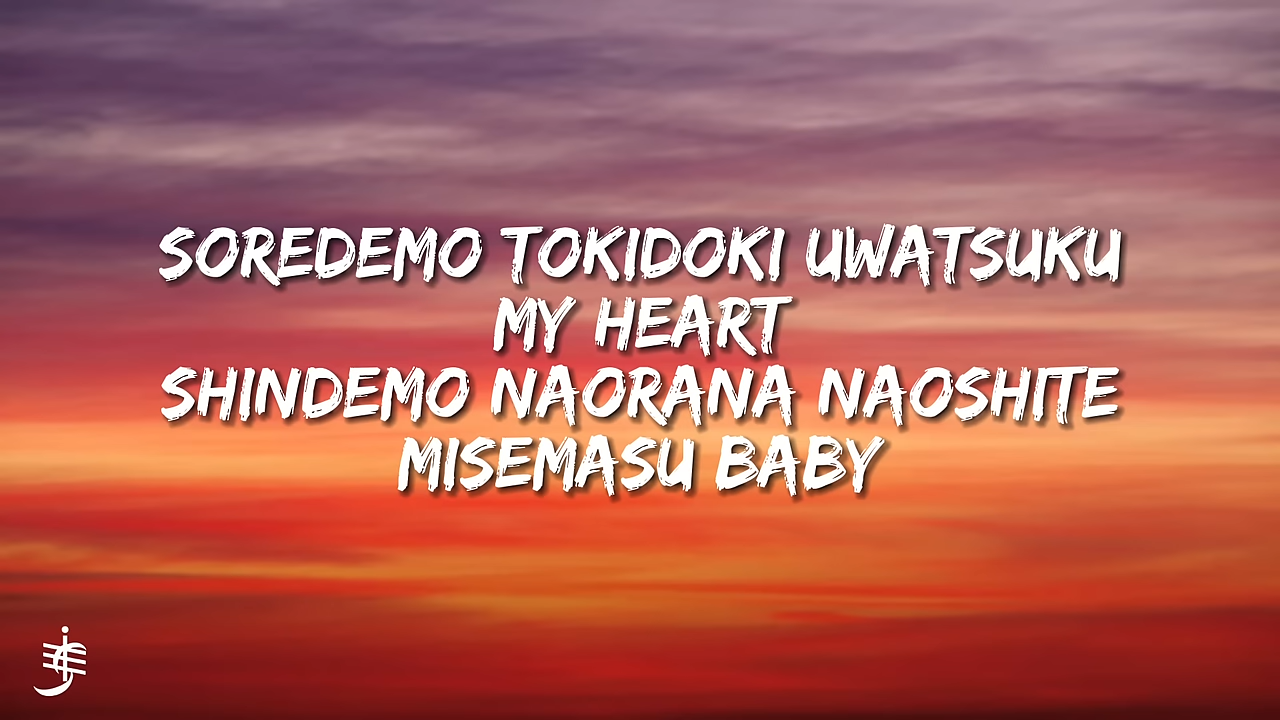 SOREDEMO TOKIDOKI UWATSUKU
MY HEART
SHINDEMO NAORANA NAOSHITE
MISEMASU BABY